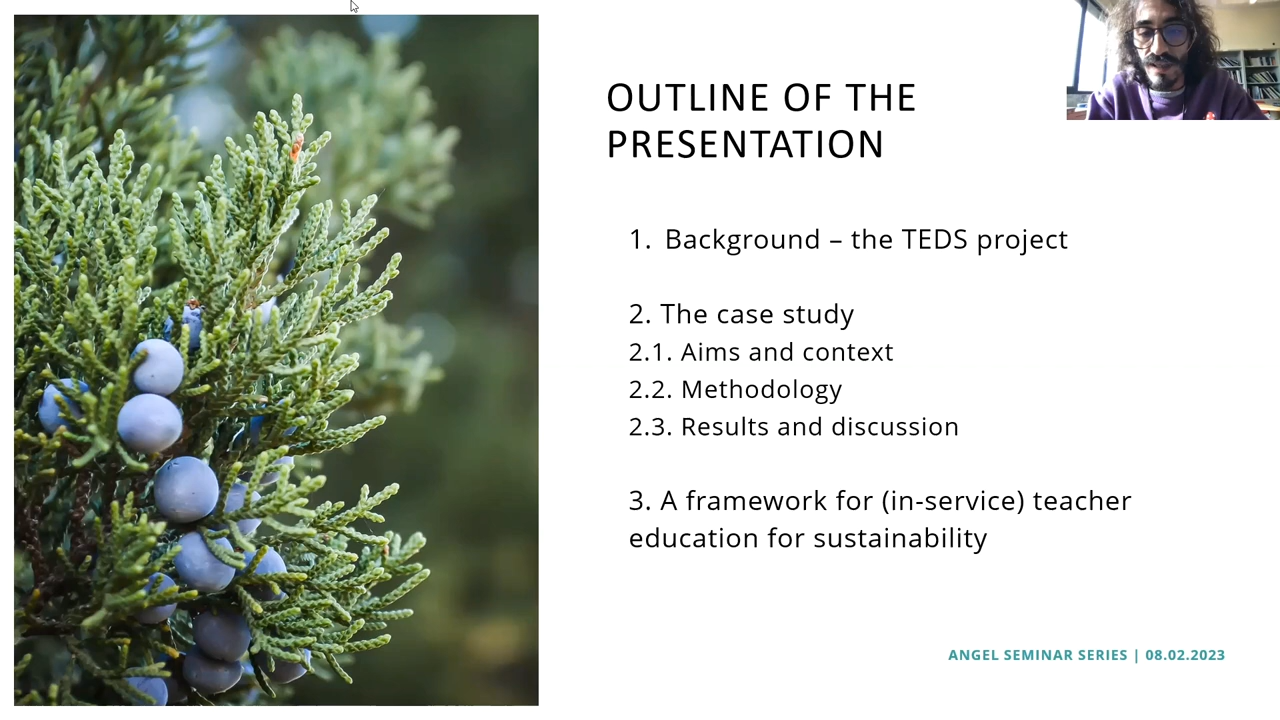 OUTLINE OF THE
PRESENTATION
1. Background – the TEDS project
2. The case study
2.1. Aims and context
2.2. Methodology
2.3. Results and discussion
3. A framework for (in-service) teacher
education for sustainability
ANGEL SEMINAR SERIES | 08.02.2023